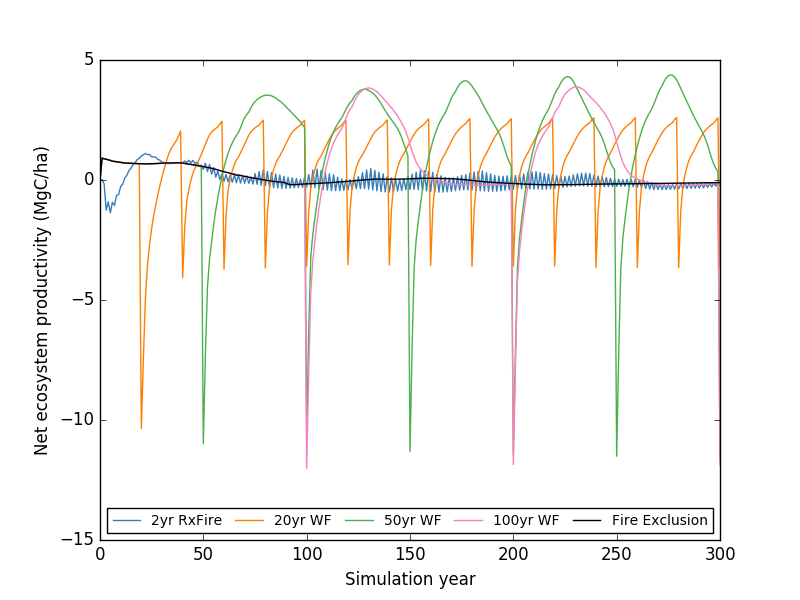 Net ecosystem productivity (MgC/ha)
5
0
−5
−10
−15
2yr RxFire 20yr WF 50yr WF 100yr WF Fire Exclusion
0 50 100 150 200 250 300
Simulation year